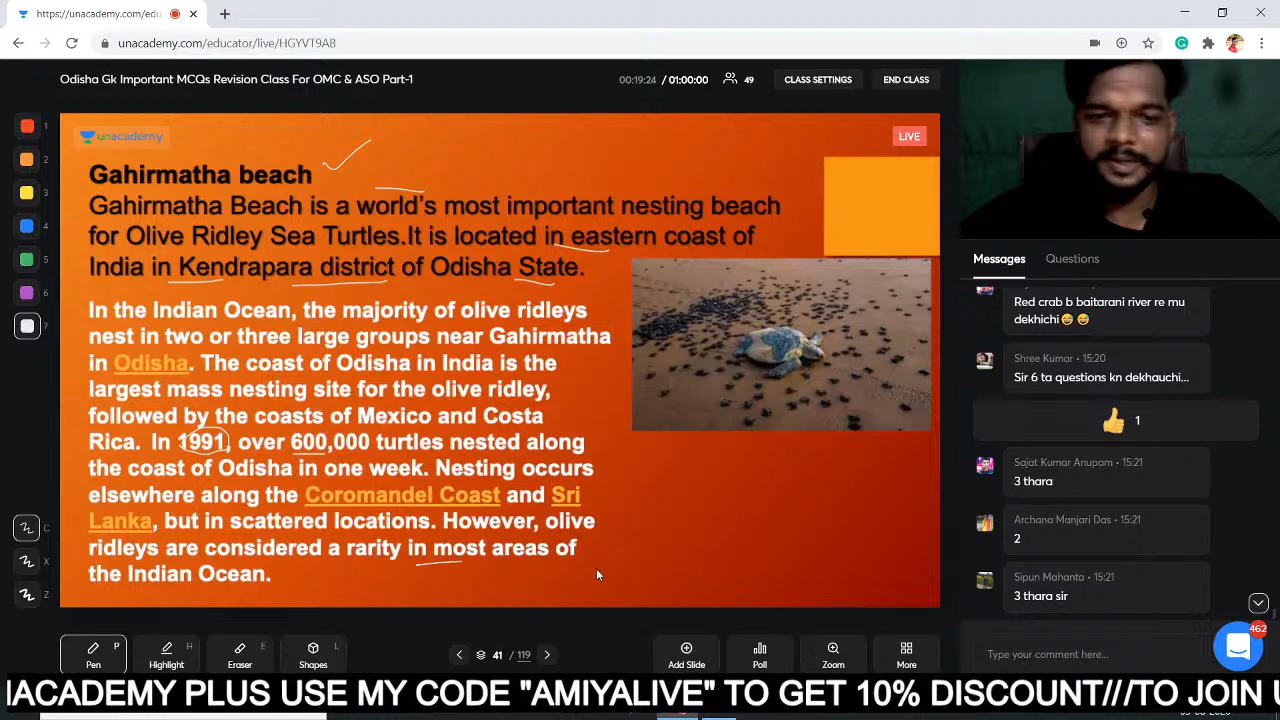 https://unacademy.com/edu
unacademy.com/educator/live/HGYVT9AB
Odisha Gk Important MCQs Revision Class For OMC & ASO Part-1
00:19:24 / 01:00:00
49
CLASS SETTINGS
END CLASS
unacademy
LIVE
1
2
3
4
5
6
7
C
X
Z
Gahirmatha beach
Gahirmatha Beach is a world's most important nesting beach
for Olive Ridley Sea Turtles.It is located in eastern coast of
India in Kendrapara district of Odisha State.
In the Indian Ocean, the majority of olive ridleys
nest in two or three large groups near Gahirmatha
in Odisha. The coast of Odisha in India is the
largest mass nesting site for the olive ridley,
followed by the coasts of Mexico and Costa
Rica. In 1991, over 600,000 turtles nested along
the coast of Odisha in one week. Nesting occurs
elsewhere along the Coromandel Coast and Sri
Lanka, but in scattered locations. However, olive
ridleys are considered a rarity in most areas of
the Indian Ocean.
Messages
Questions
Red crab b baitarani river re mu
dekhichi😅😅
Shree Kumar · 15:20
Sir 6 ta questions kn dekhauchi...
👍 1
Sajat Kumar Anupam · 15:21
3 thara
Archana Manjari Das · 15:21
2
Sipun Mahanta · 15:21
3 thara sir
Type your comment here...
462
Pen P
Highlight H
Eraser E
Shapes L
41 / 119
Add Slide
Poll
Zoom
More
NACADEMY PLUS USE MY CODE "AMIYALIVE" TO GET 10% DISCOUNT///TO JOIN U